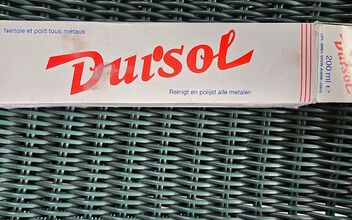 Nettoie et polit tous métaux
Dursol
Reinigt en polijst alle metalen
Dursol
200 ml e